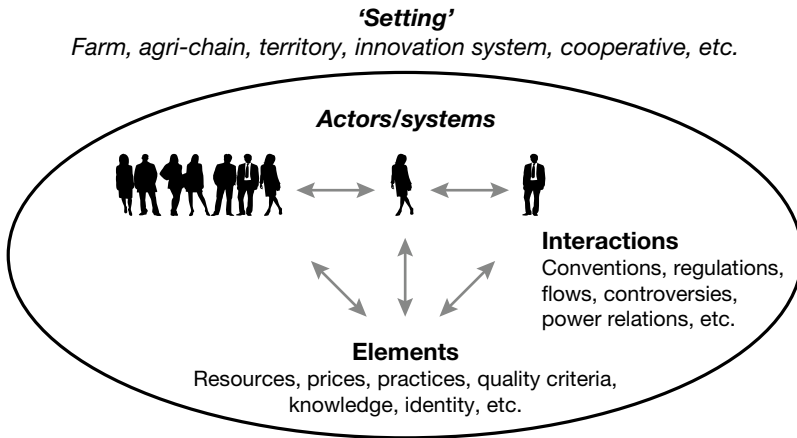 ‘Setting’
Farm, agri-chain, territory, innovation system, cooperative, etc.
Actors/systems
Interactions
Conventions, regulations,
flows, controversies,
power relations, etc.
Elements
Resources, prices, practices, quality criteria,
knowledge, identity, etc.